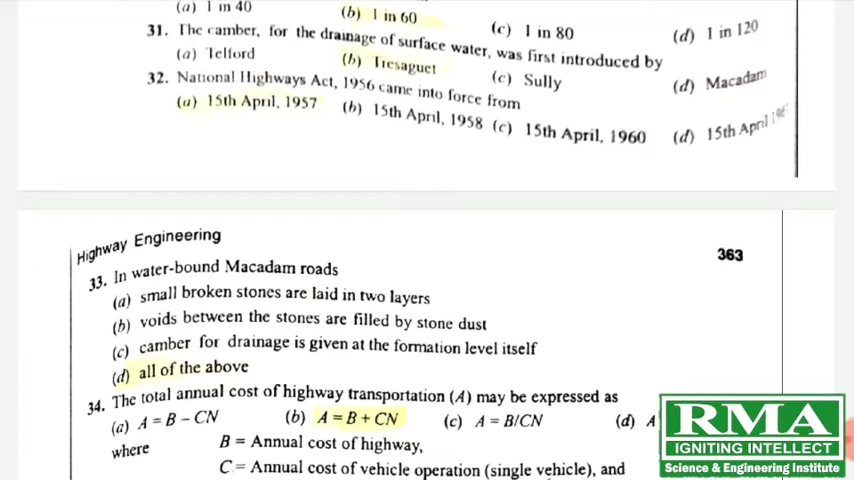 (a) 1 in 40 (b) 1 in 60 (c) 1 in 80 (d) 1 in 120
31. The camber, for the drainage of surface water, was first introduced by
(a) Telford (b) Tresaguet (c) Sully (d) Macadam
32. National Highways Act, 1956 came into force from
(a) 15th April, 1957 (b) 15th April, 1958 (c) 15th April, 1960 (d) 15th April
Highway Engineering 363
33. In water-bound Macadam roads
(a) small broken stones are laid in two layers
(b) voids between the stones are filled by stone dust
(c) camber for drainage is given at the formation level itself
(d) all of the above
34. The total annual cost of highway transportation (A) may be expressed as
(a) A = B – CN (b) A = B + CN (c) A = B/CN (d) A
where B = Annual cost of highway,
C = Annual cost of vehicle operation (single vehicle), and
RMA
IGNITING INTELLECT
Science & Engineering Institute